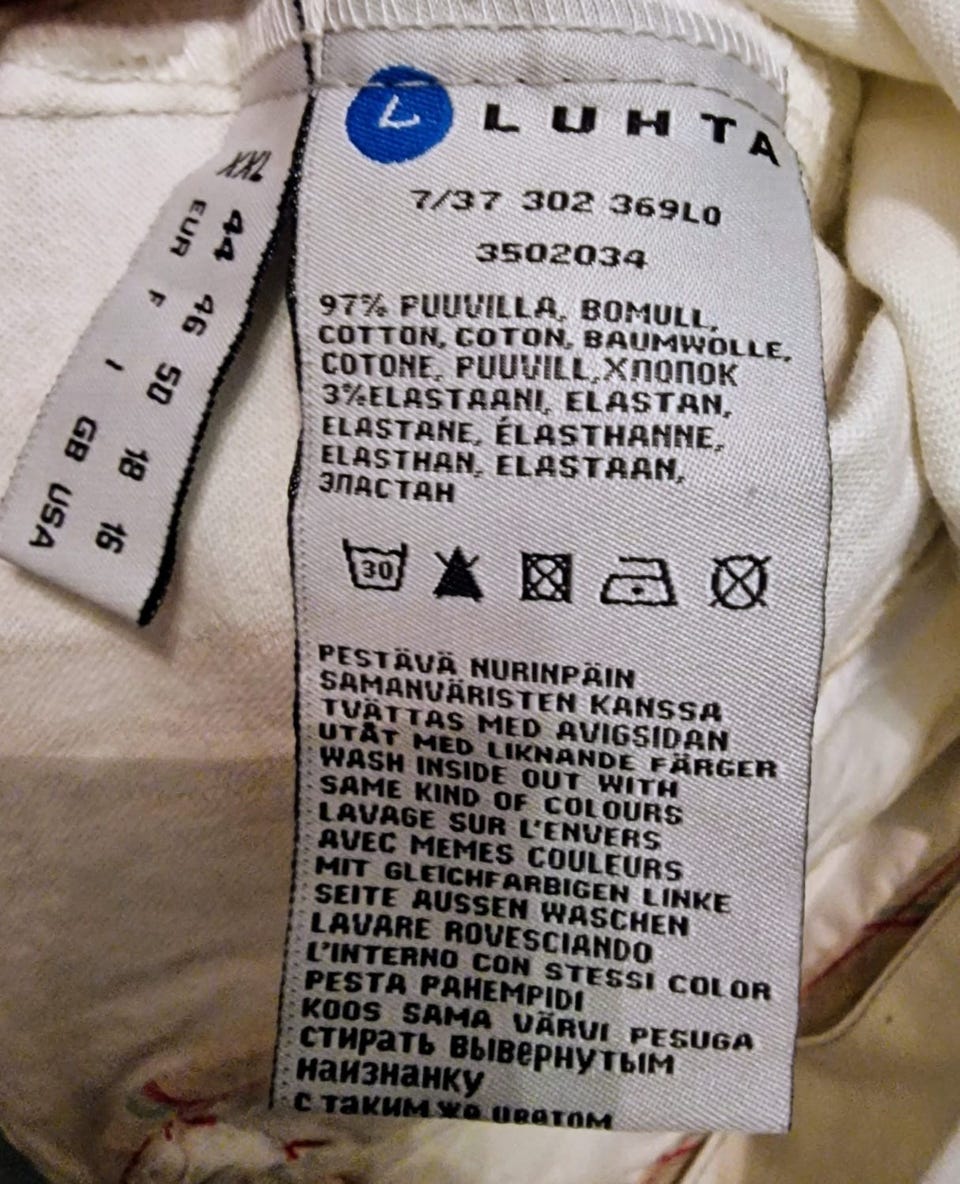 L LUHTA
7/37 302 369L0
3502034
97% PUUVILLA, BOMULL,
COTTON, COTON, BAUMWOLLE,
COTONE, PUUVILL, ХЛОПОК
3%ELASTAANI, ELASTAN,
ELASTANE, ÉLASTHANNE,
ELASTHAN, ELASTAAN,
ЭЛАСТАН
30
PESTÄVÄ NURINPÄIN
SAMANVÄRISTEN KANSSA
TVÄTTAS MED AVIGSIDAN
UTÅT MED LIKNANDE FÄRGER
WASH INSIDE OUT WITH
SAME KIND OF COLOURS
LAVAGE SUR L'ENVERS
AVEC MEMES COULEURS
MIT GLEICHFARBIGEN LINKE
SEITE AUSSEN WASCHEN
LAVARE ROVESCIANDO
L'INTERNO CON STESSI COLOR
PESTA PAHEMPIDI
KOOS SAMA VÄRVI PESUGA
СТИРАТЬ ВЫВЕРНУТЫМ
НАИЗНАНКУ
С ТАКИМ ЖЕ ЦВЕТОМ
XXL
44 46 50 18 16
EUR F I GB USA